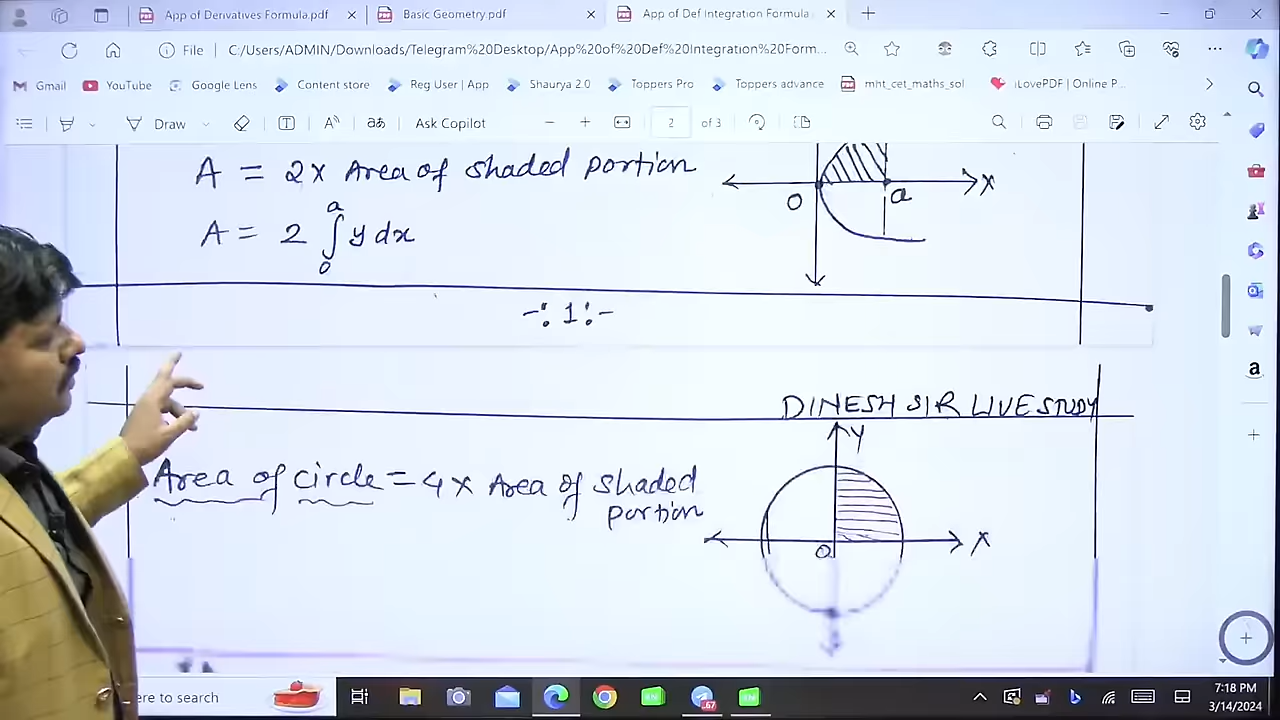 App of Derivatives Formula.pdf
Basic Geometry.pdf
App of Def Integration Formula
File
C:/Users/ADMIN/Downloads/Telegram%20Desktop/App%20of%20Def%20Integration%20Form...
Gmail
YouTube
Google Lens
Content store
Reg User | App
Shaurya 2.0
Toppers Pro
Toppers advance
mht_cet_maths_sol
iLovePDF | Online P...
Draw
Ask Copilot
2 of 3
A = 2x Area of shaded portion
A = 2 ∫₀ᵃ y dx
O
a
X
-: 1 :-
DINESH SIR LIVE STUDY
Area of circle = 4x Area of shaded
portion
Y
O
X
ere to search
7:18 PM
3/14/2024